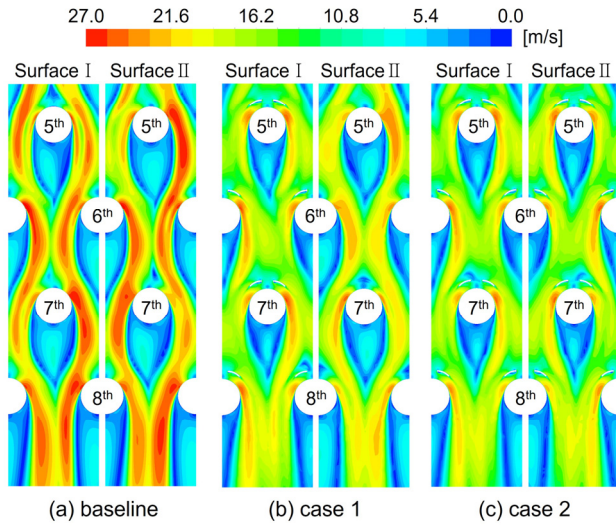 27.0 21.6 16.2 10.8 5.4 0.0
[m/s]
Surface Ⅰ Surface Ⅱ Surface Ⅰ Surface Ⅱ Surface Ⅰ Surface Ⅱ
5th 5th 5th 5th 5th 5th
6th 6th 6th
7th 7th 7th 7th 7th 7th
8th 8th 8th
(a) baseline (b) case 1 (c) case 2